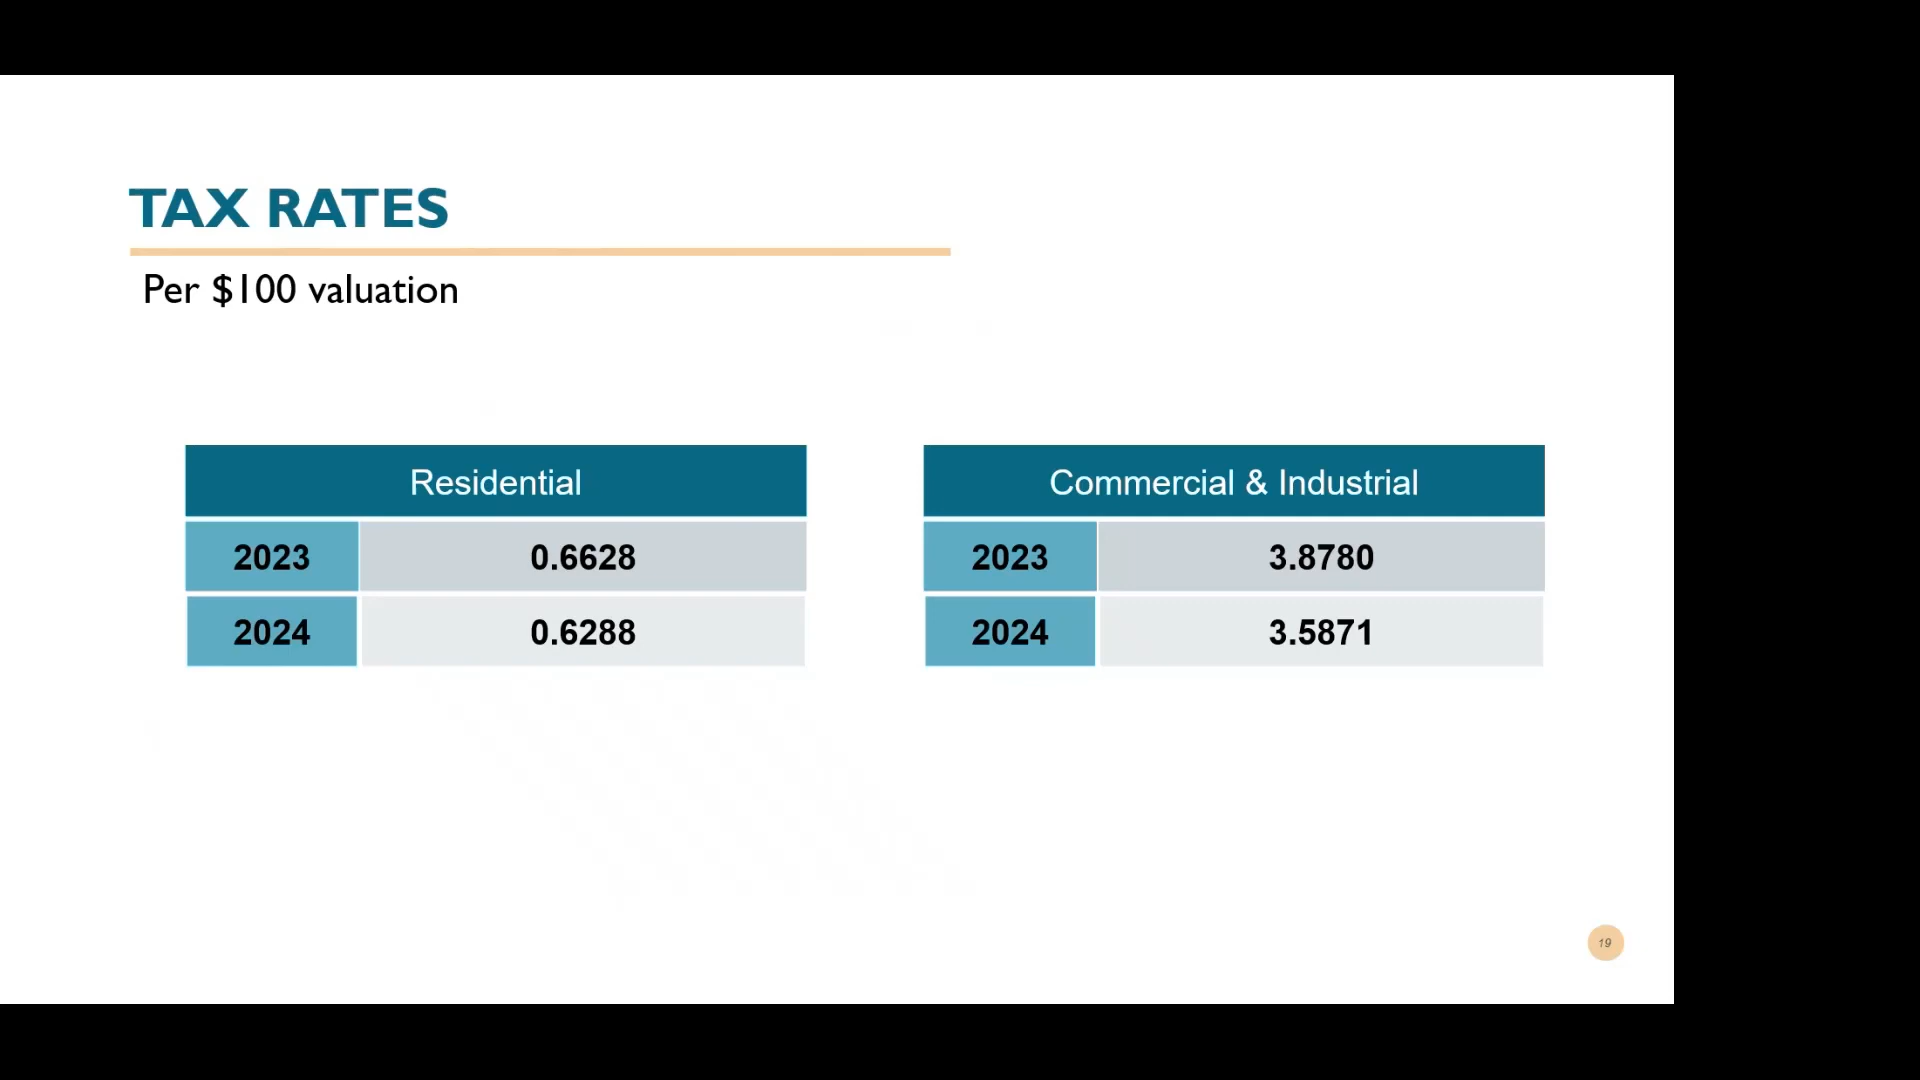 TAX RATES
Per $100 valuation
Residential
2023 0.6628
2024 0.6288
Commercial & Industrial
2023 3.8780
2024 3.5871
19